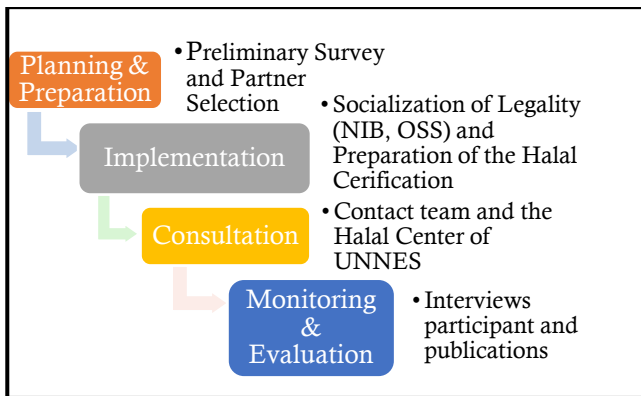 Planning &
Preparation
• Preliminary Survey
and Partner
Selection
Implementation
• Socialization of Legality
(NIB, OSS) and
Preparation of the Halal
Cerification
Consultation
• Contact team and the
Halal Center of
UNNES
Monitoring
&
Evaluation
• Interviews
participant and
publications